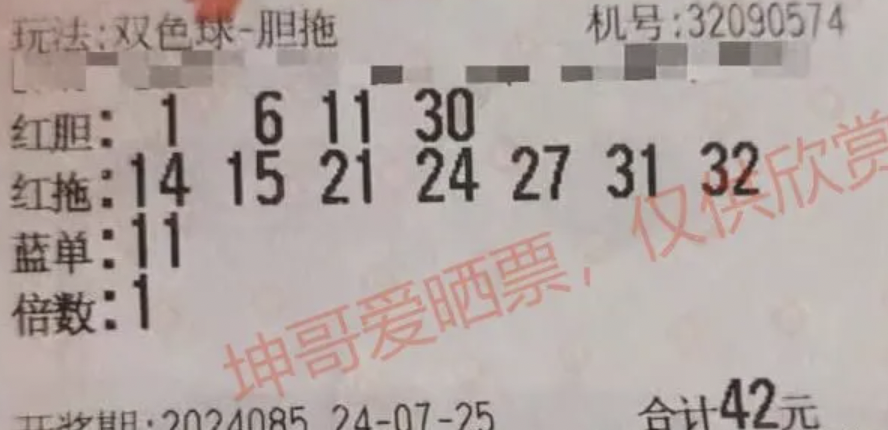 玩法:双色球-胆拖 机号:32090574
红胆: 1 6 11 30
红拖:14 15 21 24 27 31 32
蓝单:11
倍数:1
坤哥爱晒票，仅供欣赏
开奖期:2024085 24-07-25 合计42元